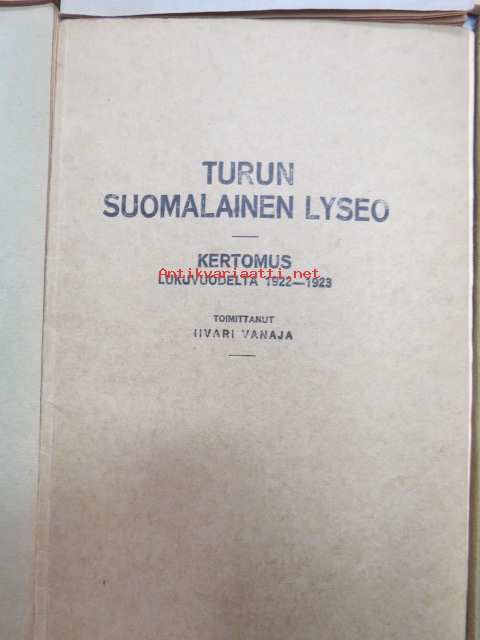 TURUN
SUOMALAINEN LYSEO
KERTOMUS
Antikvariaatti.net
LUKUVUODELTA 1922—1923
TOIMITTANUT
IIVARI VANAJA